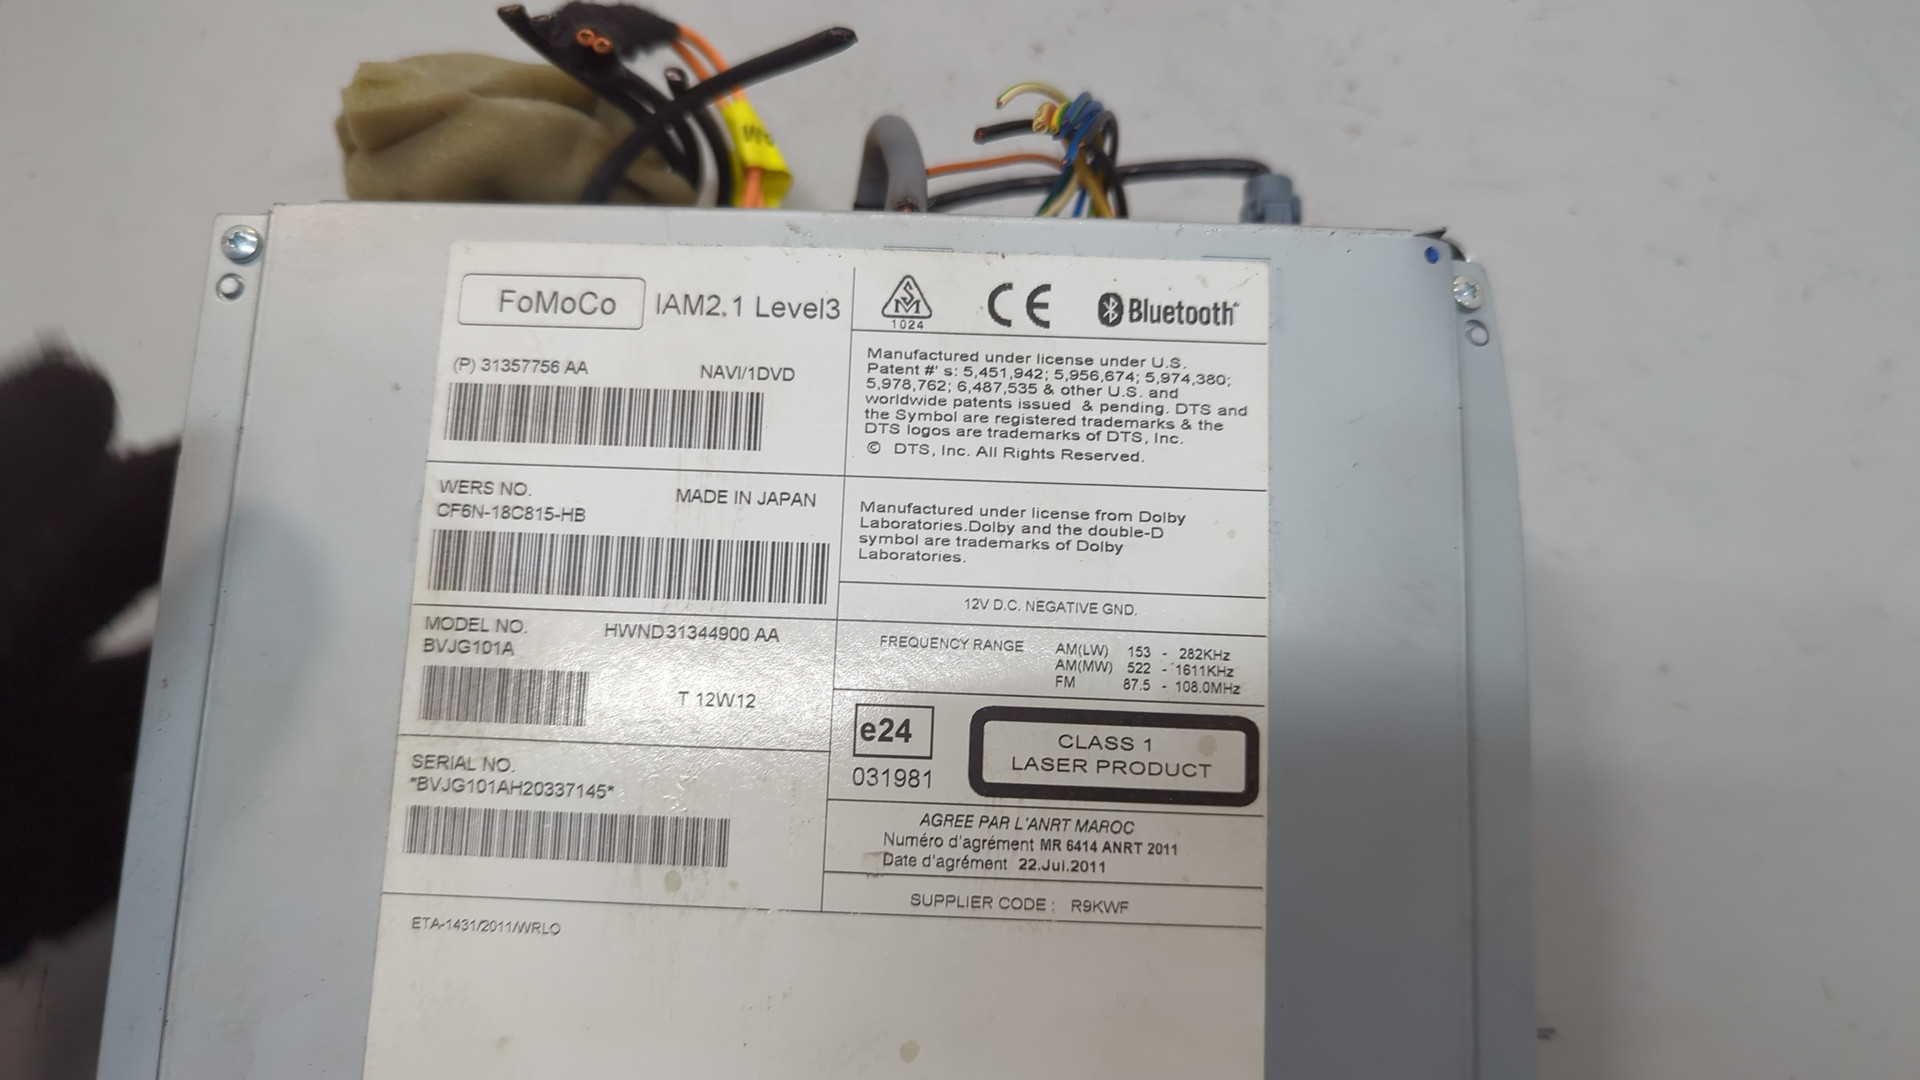 FoMoCo IAM2.1 Level3
(P) 31357756 AA NAVI/1DVD
WERS NO. MADE IN JAPAN
CF6N-18C815-HB
MODEL NO. HWND31344900 AA
BVJG101A
T 12W12
SERIAL NO.
*BVJG101AH20337145*
ETA-1431/2011/WRLO
1024
CE Bluetooth
Manufactured under license under U.S.
Patent #' s: 5,451,942; 5,956,674; 5,974,380;
5,978,762; 6,487,535 & other U.S. and
worldwide patents issued & pending. DTS and
the Symbol are registered trademarks & the
DTS logos are trademarks of DTS, Inc.
© DTS, Inc. All Rights Reserved.
Manufactured under license from Dolby
Laboratories.Dolby and the double-D
symbol are trademarks of Dolby
Laboratories.
12V D.C. NEGATIVE GND.
FREQUENCY RANGE AM(LW) 153 - 282KHz
AM(MW) 522 - 1611KHz
FM 87.5 - 108.0MHz
e24
031981
CLASS 1
LASER PRODUCT
AGREE PAR L'ANRT MAROC
Numéro d'agrément MR 6414 ANRT 2011
Date d'agrément 22.Jul.2011
SUPPLIER CODE : R9KWF